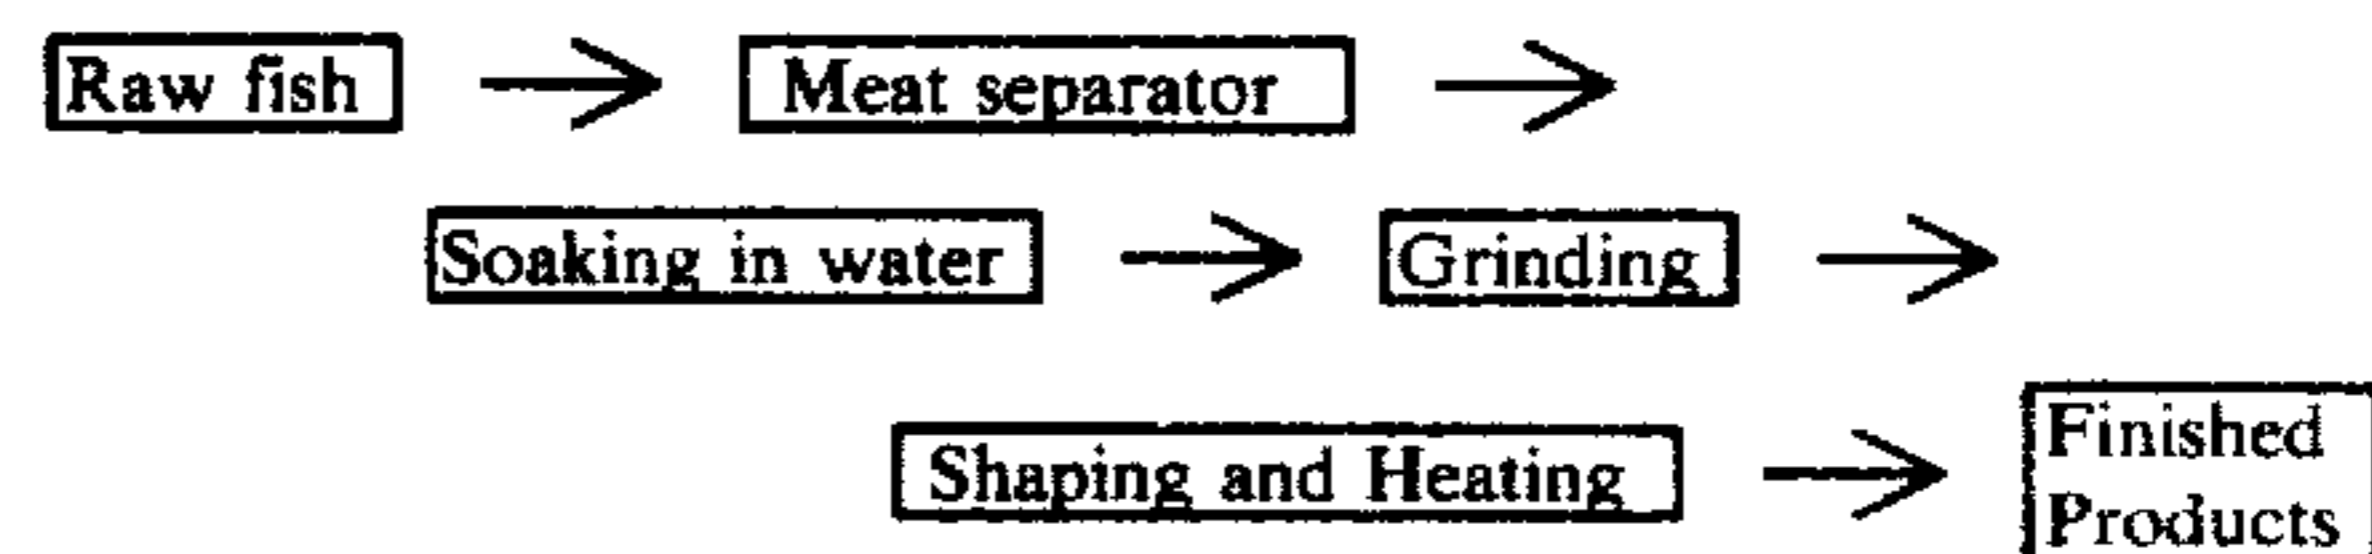 Raw fish → Meat separator →
Soaking in water → Grinding →
Shaping and Heating → Finished
Products